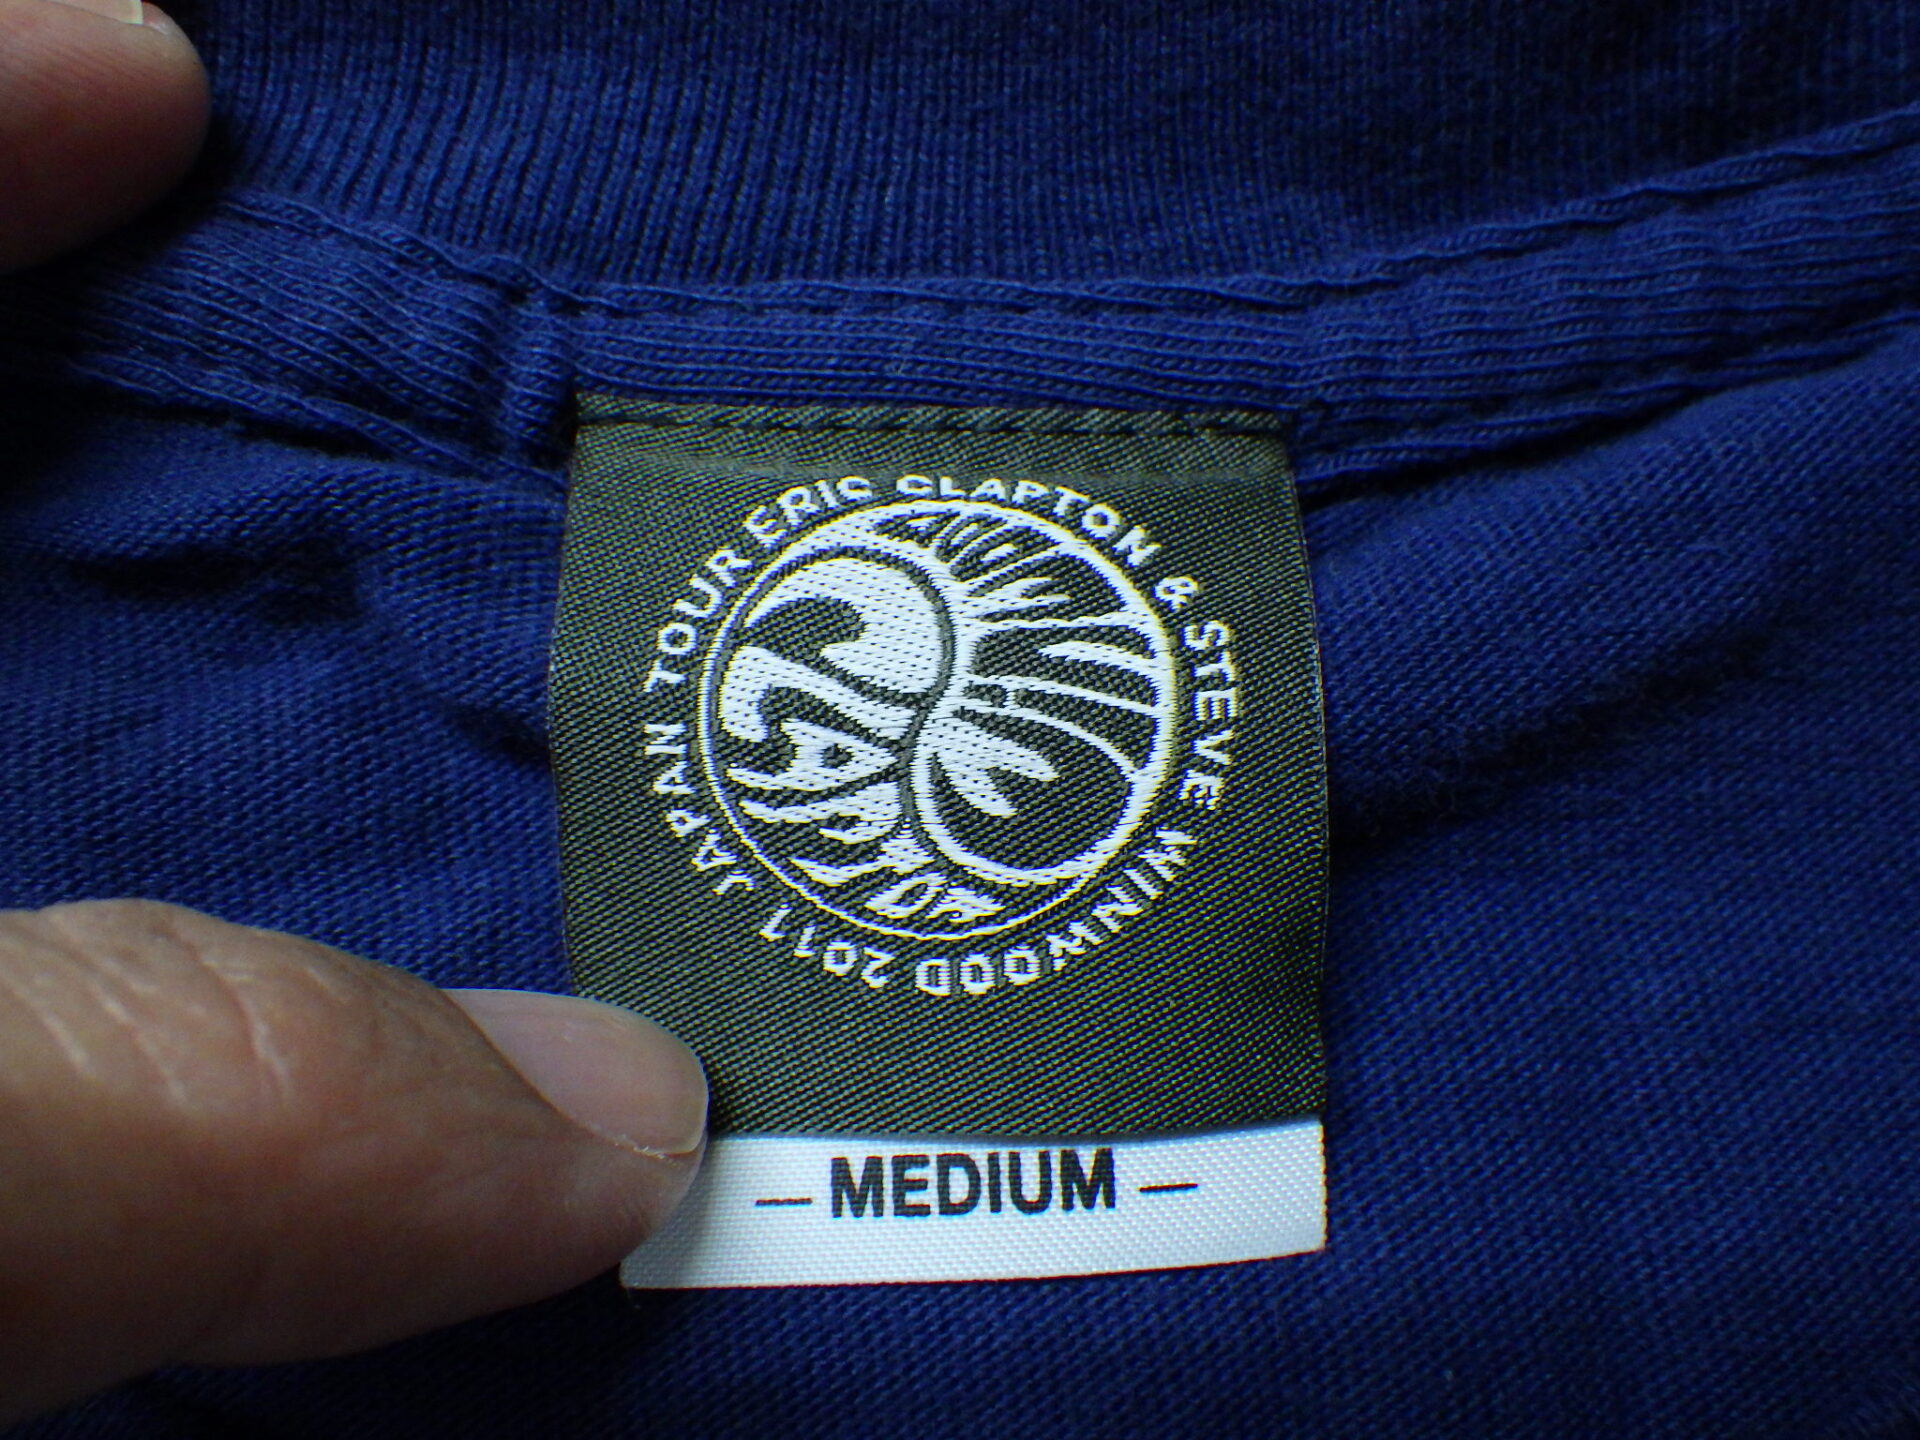 ERIC CLAPTON & STEVE WINWOOD 2011 JAPAN TOUR
— MEDIUM —